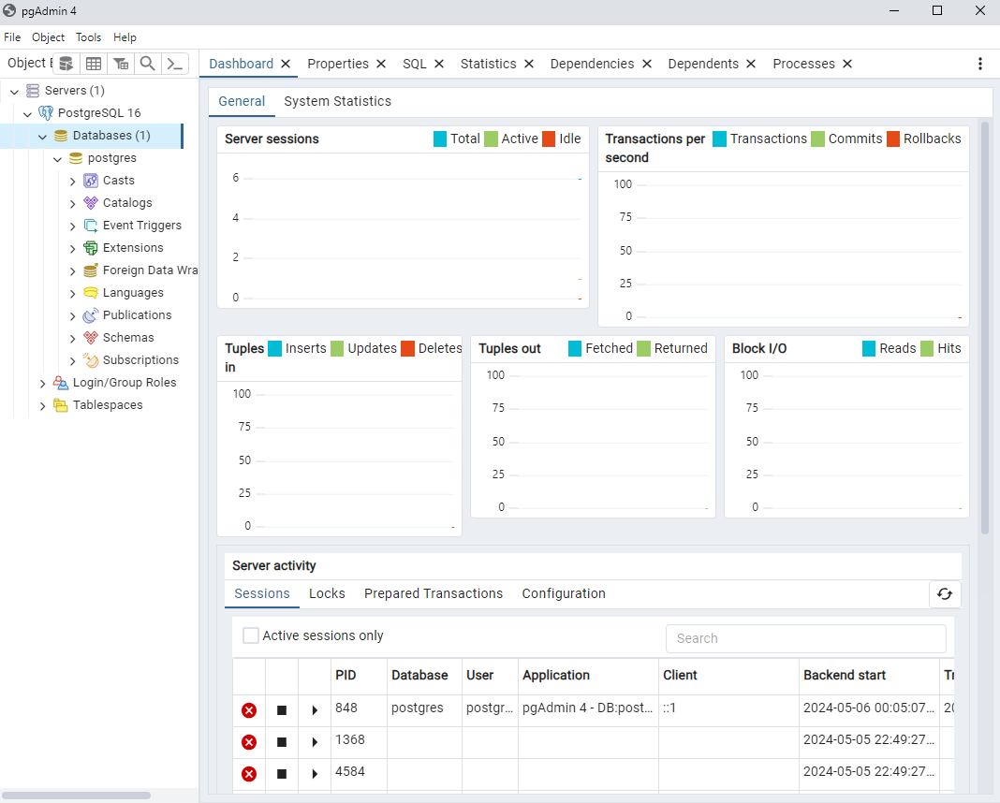 pgAdmin 4
File Object Tools Help
Object E
Dashboard Properties SQL Statistics Dependencies Dependents Processes
Servers (1)
PostgreSQL 16
Databases (1)
postgres
Casts
Catalogs
Event Triggers
Extensions
Foreign Data Wra
Languages
Publications
Schemas
Subscriptions
Login/Group Roles
Tablespaces
General System Statistics
Server sessions Total Active Idle
6
4
2
0
Transactions per second Transactions Commits Rollbacks
100
75
50
25
0
Tuples in Inserts Updates Deletes
100
75
50
25
0
Tuples out Fetched Returned
100
75
50
25
0
Block I/O Reads Hits
100
75
50
25
0
Server activity
Sessions Locks Prepared Transactions Configuration
Active sessions only Search
PID Database User Application Client Backend start Tr
848 postgres postgr... pgAdmin 4 - DB:post... ::1 2024-05-06 00:05:07... 20
1368 2024-05-05 22:49:27...
4584 2024-05-05 22:49:27...